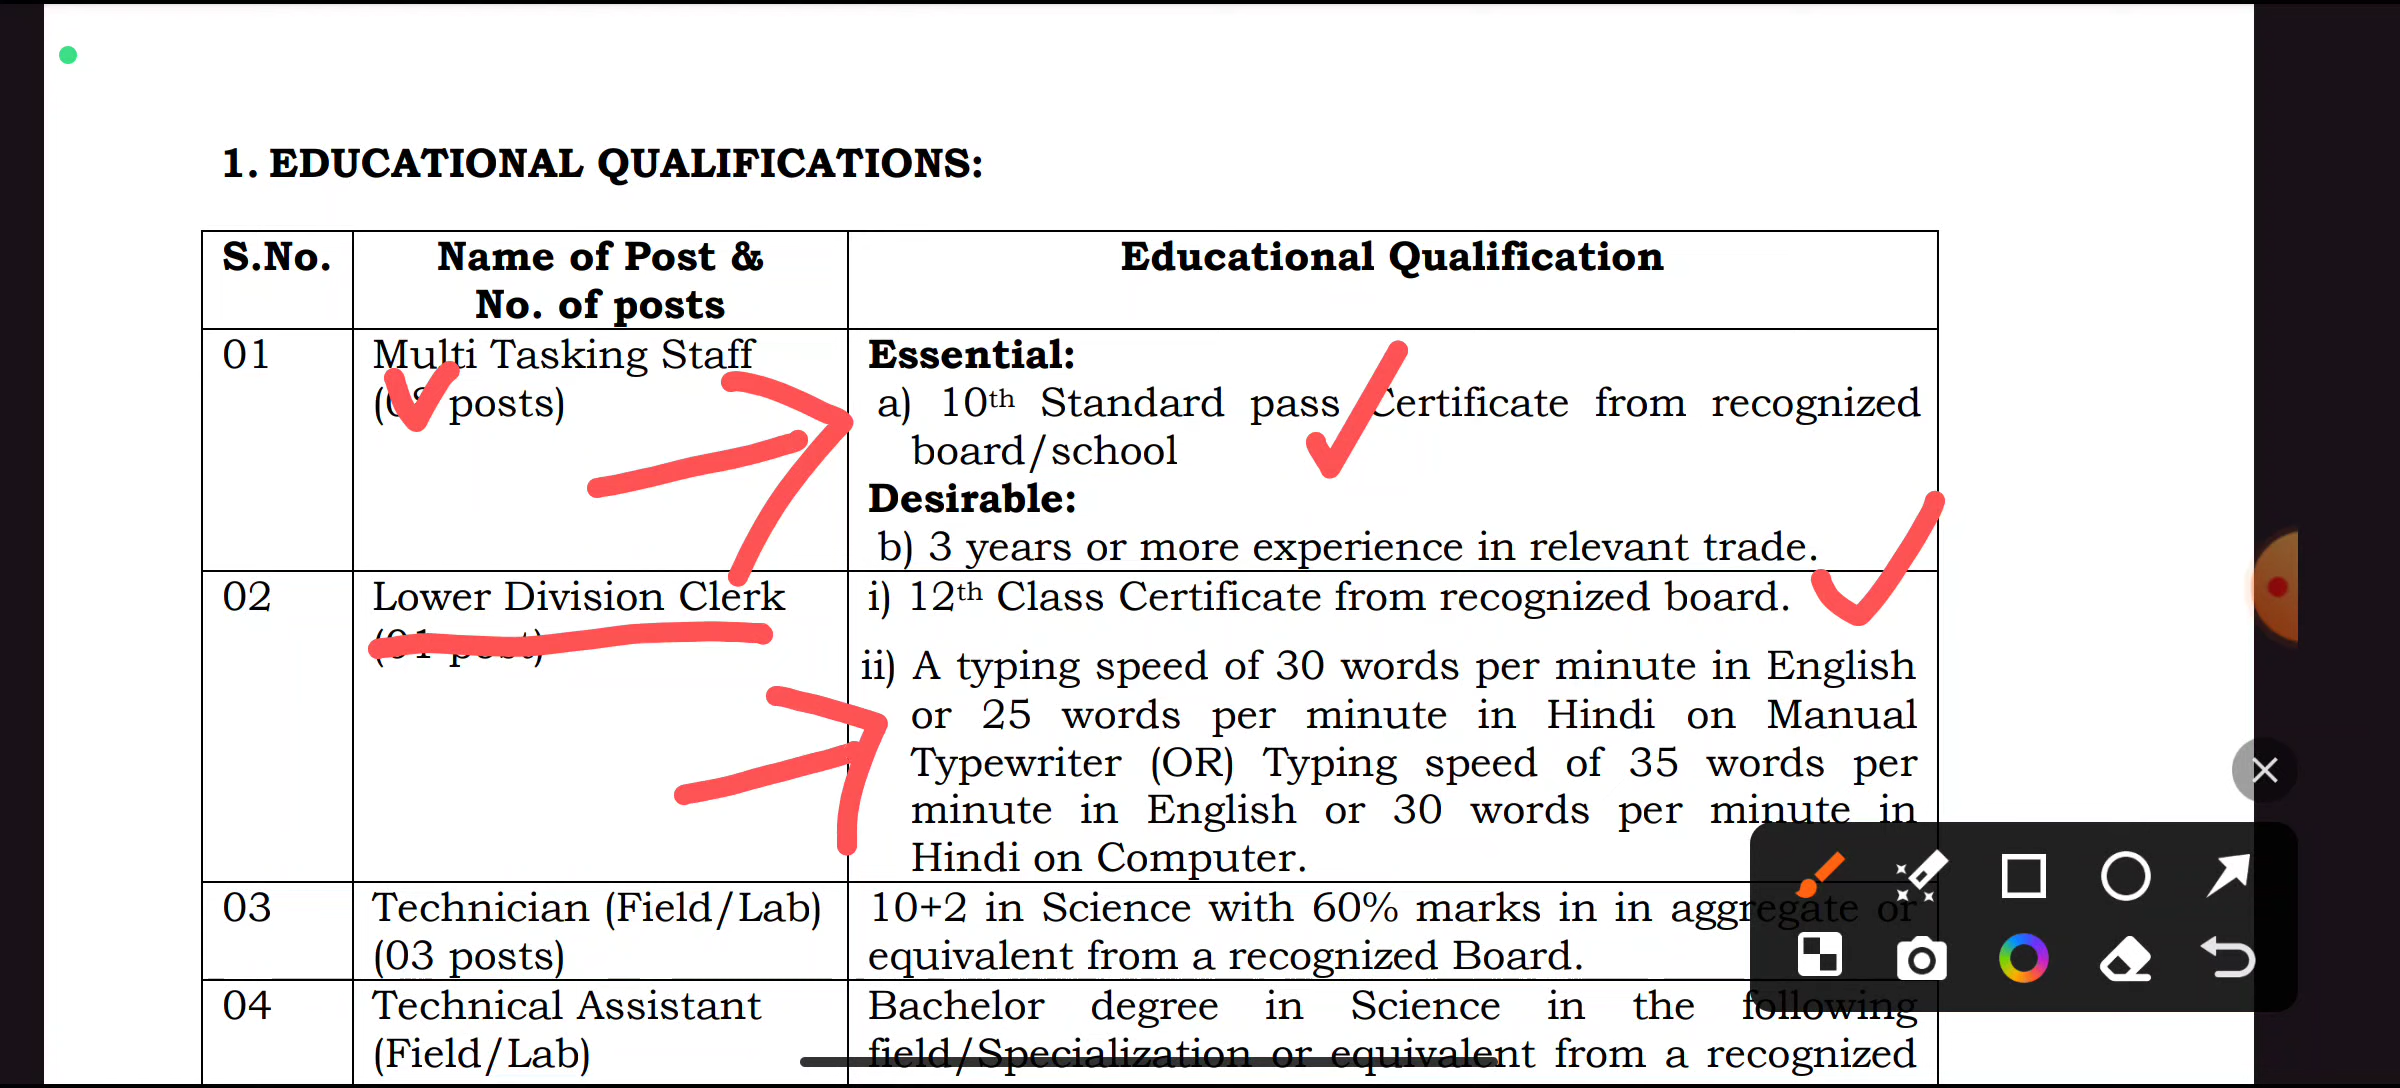 1. EDUCATIONAL QUALIFICATIONS:
S.No.
Name of Post &
No. of posts
Educational Qualification
01
Multi Tasking Staff
posts)
Essential:
a) 10th Standard pass Certificate from recognized
board/school
Desirable:
b) 3 years or more experience in relevant trade.
02
Lower Division Clerk
(01 post)
i) 12th Class Certificate from recognized board.
ii) A typing speed of 30 words per minute in English
or 25 words per minute in Hindi on Manual
Typewriter (OR) Typing speed of 35 words per
minute in English or 30 words per minute in
Hindi on Computer.
03
Technician (Field/Lab)
(03 posts)
10+2 in Science with 60% marks in in aggregate or
equivalent from a recognized Board.
04
Technical Assistant
(Field/Lab)
Bachelor degree in Science in the following
field/Specialization or equivalent from a recognized